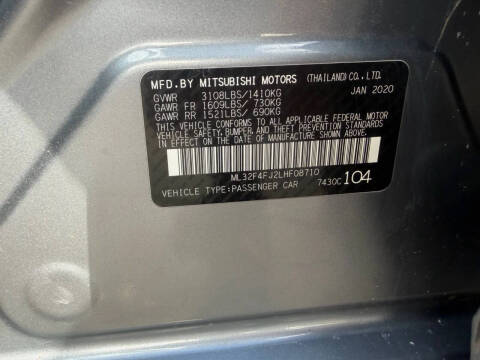 MFD.BY MITSUBISHI MOTORS (THAILAND) CO.,LTD.
GVWR 3108LBS/1410KG JAN 2020
GAWR FR 1609LBS/ 730KG
GAWR RR 1521LBS/ 690KG
THIS VEHICLE CONFORMS TO ALL APPLICABLE FEDERAL MOTOR
VEHICLE SAFETY,BUMPER,AND THEFT PREVENTION STANDARDS
IN EFFECT ON THE DATE OF MANUFACTURE SHOWN ABOVE.
ML32F4FJ2LHF08710
VEHICLE TYPE:PASSENGER CAR 7430C 104